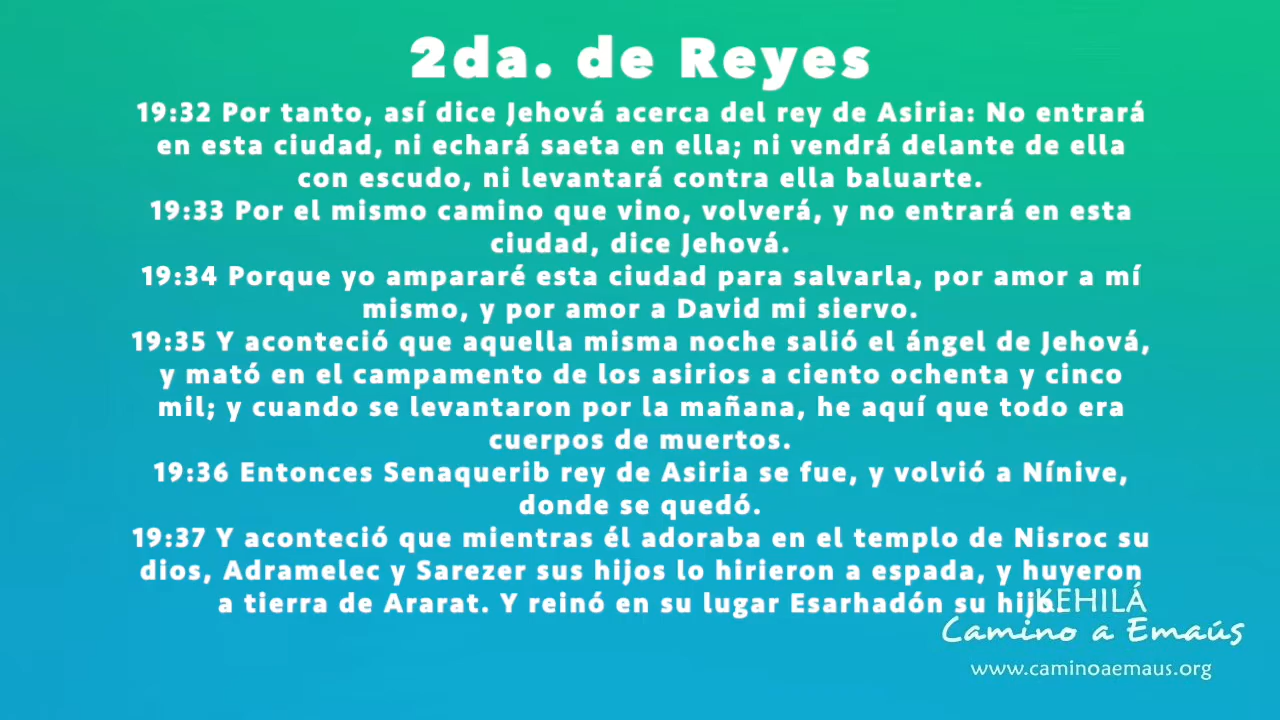 2da. de Reyes
19:32 Por tanto, así dice Jehová acerca del rey de Asiria: No entrará
en esta ciudad, ni echará saeta en ella; ni vendrá delante de ella
con escudo, ni levantará contra ella baluarte.
19:33 Por el mismo camino que vino, volverá, y no entrará en esta
ciudad, dice Jehová.
19:34 Porque yo ampararé esta ciudad para salvarla, por amor a mí
mismo, y por amor a David mi siervo.
19:35 Y aconteció que aquella misma noche salió el ángel de Jehová,
y mató en el campamento de los asirios a ciento ochenta y cinco
mil; y cuando se levantaron por la mañana, he aquí que todo era
cuerpos de muertos.
19:36 Entonces Senaquerib rey de Asiria se fue, y volvió a Nínive,
donde se quedó.
19:37 Y aconteció que mientras él adoraba en el templo de Nisroc su
dios, Adramelec y Sarezer sus hijos lo hirieron a espada, y huyeron
a tierra de Ararat. Y reinó en su lugar Esarhadón su hijo.
KEHILÁ
Camino a Emaús
www.caminoaemaus.org